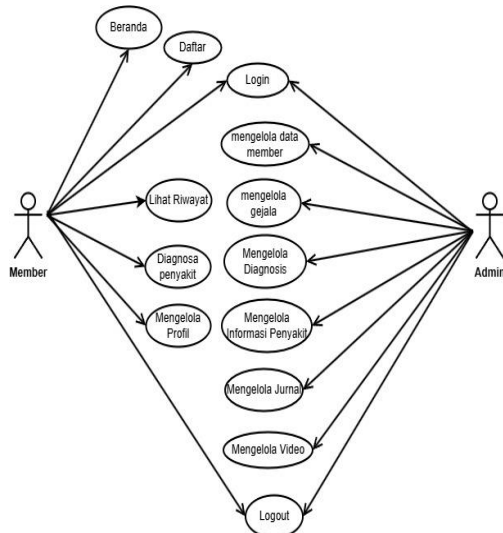 Beranda
Daftar
Login
mengelola data
member
Lihat Riwayat
mengelola
gejala
Member
Admin
Diagnosa
penyakit
Mengelola
Diagnosis
Mengelola
Profil
Mengelola
Informasi Penyakit
Mengelola Jurnal
Mengelola Video
Logout